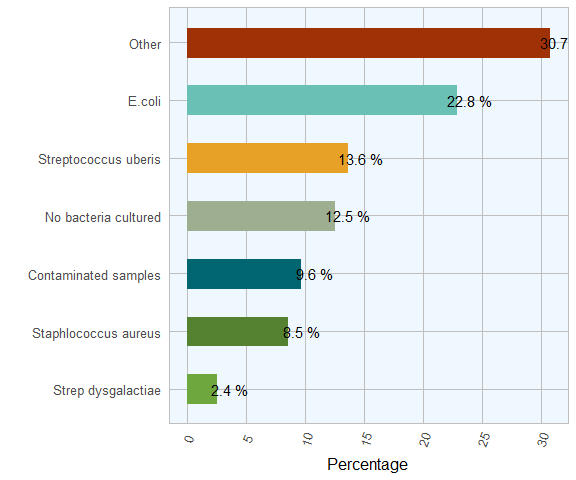 Other 30.7
E.coli 22.8 %
Streptococcus uberis 13.6 %
No bacteria cultured 12.5 %
Contaminated samples 9.6 %
Staphlococcus aureus 8.5 %
Strep dysgalactiae 2.4 %
0 5 10 15 20 25 30
Percentage